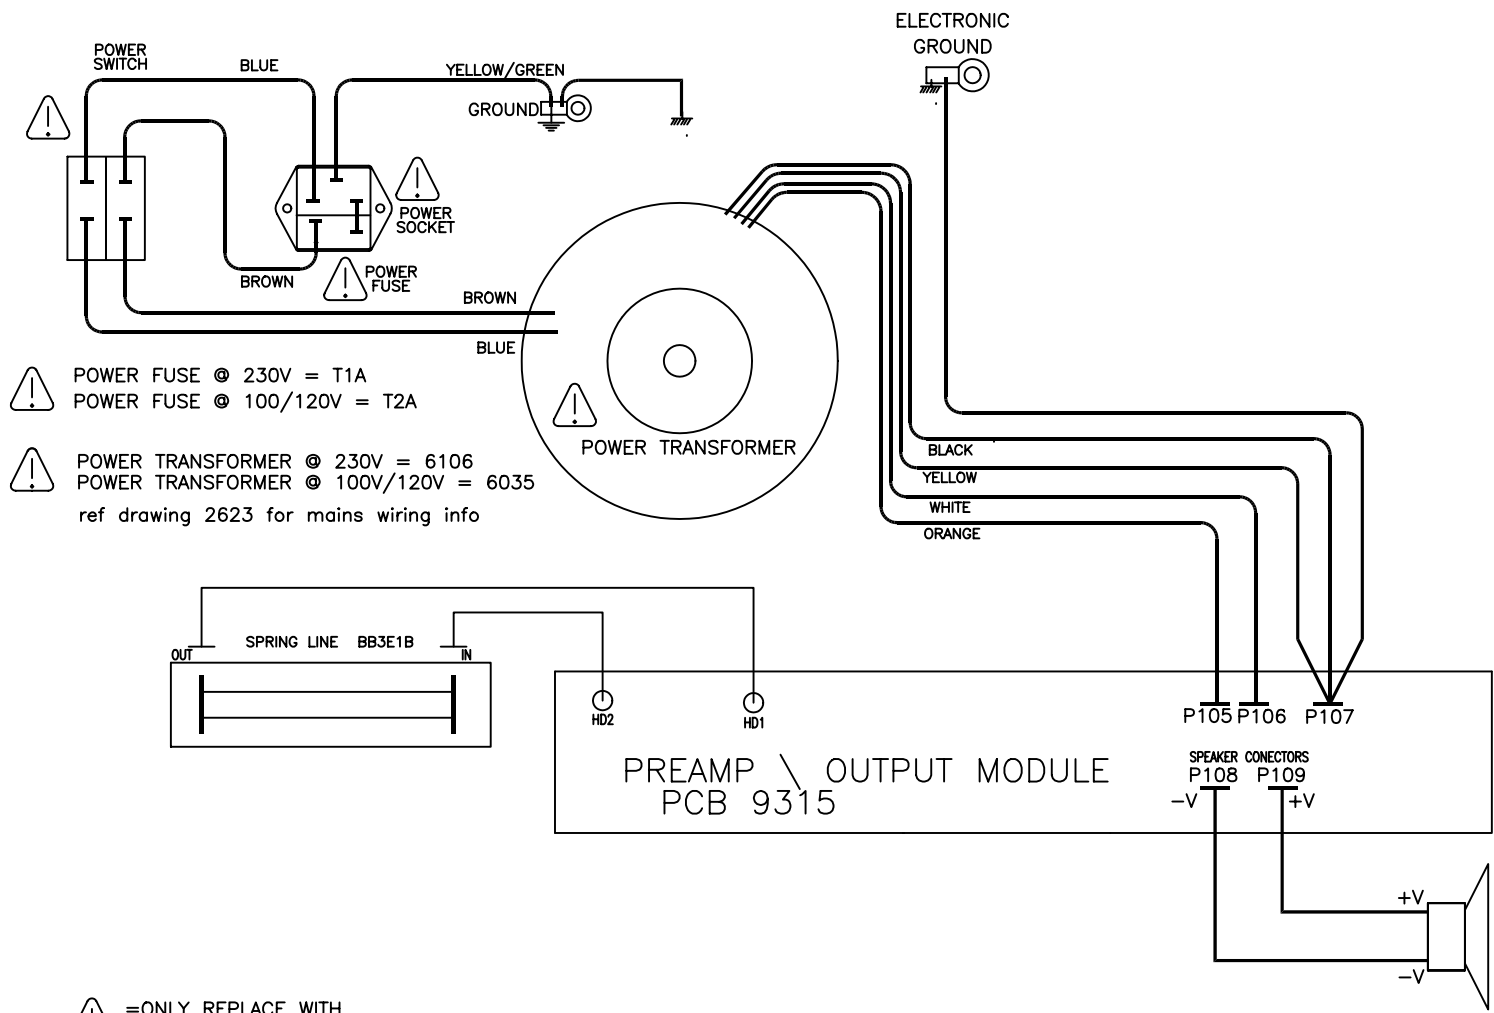 ELECTRONIC
GROUND
POWER
SWITCH
BLUE
YELLOW/GREEN
GROUND
POWER
SOCKET
BROWN
POWER
FUSE
BROWN
BLUE
POWER FUSE @ 230V = T1A
POWER FUSE @ 100/120V = T2A
POWER TRANSFORMER
POWER TRANSFORMER @ 230V = 6106
POWER TRANSFORMER @ 100V/120V = 6035
ref drawing 2623 for mains wiring info
BLACK
YELLOW
WHITE
ORANGE
SPRING LINE BB3E1B
OUT
IN
HD2
HD1
P105 P106 P107
PREAMP \ OUTPUT MODULE
PCB 9315
SPEAKER CONECTORS
P108 P109
-V +V
+V
-V
=ONLY REPLACE WITH